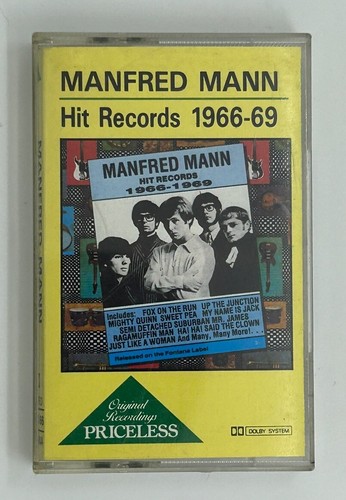 MANFRED MANN
Hit Records 1966-69
MANFRED MANN
HIT RECORDS
1966-1969
Includes: FOX ON THE RUN UP THE JUNCTION
MIGHTY QUINN SWEET PEA MY NAME IS JACK
SEMI DETACHED SUBURBAN MR. JAMES
RAGAMUFFIN MAN HA! HA! SAID THE CLOWN
JUST LIKE A WOMAN And Many, Many More! . . .
Released on the Fontana Label
Original
Recordings
PRICELESS
DOLBY SYSTEM
MANFRED MANN